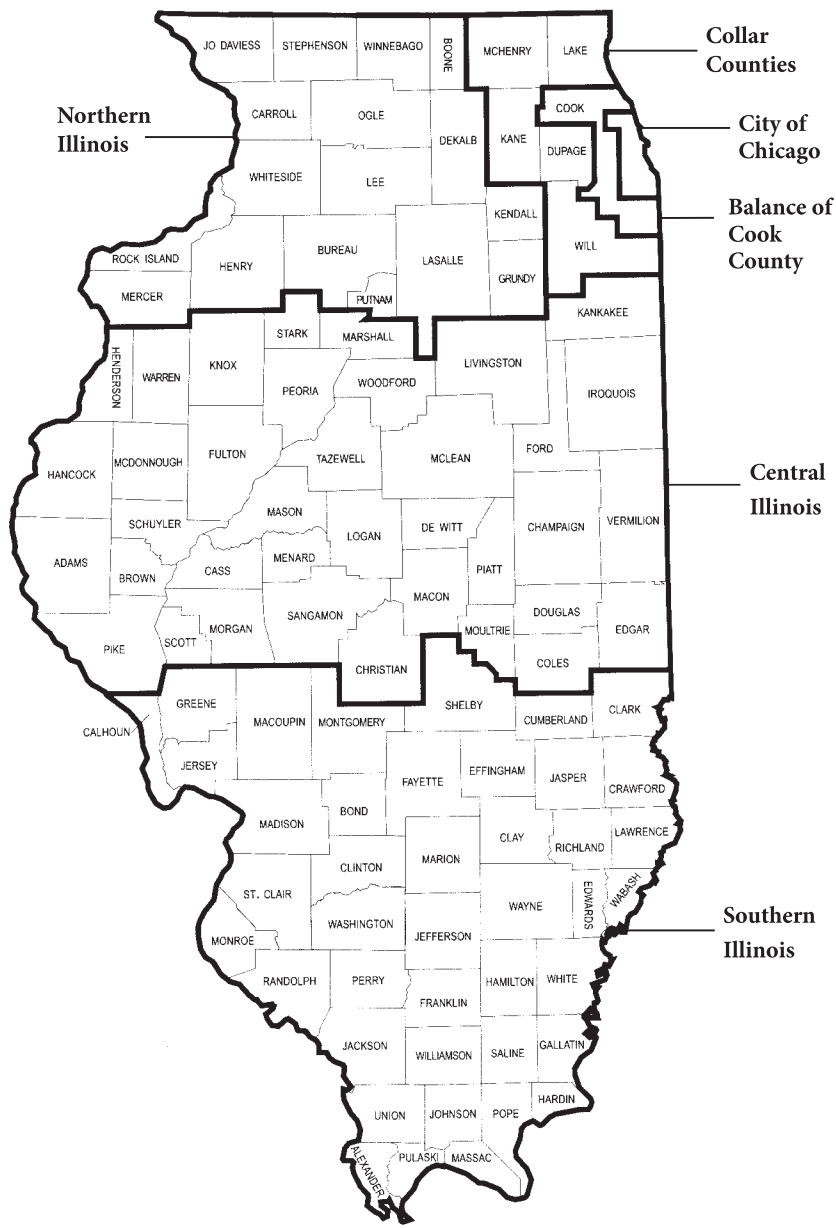 JO DAVIESS
STEPHENSON
WINNEBAGO
BOONE
MCHENRY
LAKE
Collar
Counties
Northern
Illinois
CARROLL
OGLE
DEKALB
KANE
COOK
DUPAGE
City of
Chicago
WHITESIDE
LEE
KENDALL
Balance of
Cook
County
ROCK ISLAND
HENRY
BUREAU
LASALLE
WILL
GRUNDY
MERCER
PUTNAM
KANKAKEE
HENDERSON
WARREN
KNOX
STARK
MARSHALL
LIVINGSTON
PEORIA
WOODFORD
IROQUOIS
HANCOCK
MCDONNOUGH
FULTON
TAZEWELL
MCLEAN
FORD
Central
Illinois
SCHUYLER
MASON
LOGAN
DE WITT
CHAMPAIGN
VERMILION
ADAMS
BROWN
CASS
MENARD
PIATT
MACON
PIKE
SCOTT
MORGAN
SANGAMON
DOUGLAS
MOULTRIE
EDGAR
CHRISTIAN
COLES
GREENE
CALHOUN
MACOUPIN
MONTGOMERY
SHELBY
CUMBERLAND
CLARK
JERSEY
FAYETTE
EFFINGHAM
JASPER
CRAWFORD
MADISON
BOND
CLAY
RICHLAND
LAWRENCE
CLINTON
MARION
ST. CLAIR
WAYNE
EDWARDS
WABASH
MONROE
WASHINGTON
JEFFERSON
Southern
Illinois
RANDOLPH
PERRY
FRANKLIN
HAMILTON
WHITE
JACKSON
WILLIAMSON
SALINE
GALLATIN
UNION
JOHNSON
POPE
HARDIN
ALEXANDER
PULASKI
MASSAC